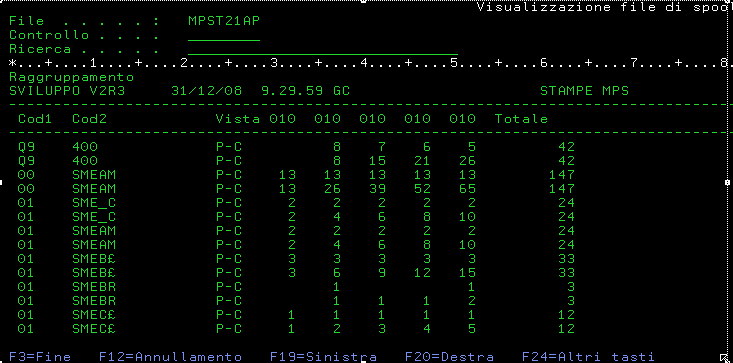 Visualizzazione file di spool
File . . . . . : MPST21AP
Controllo . . . .
Ricerca . . . . .
*...+....1....+....2....+....3....+....4....+....5....+....6....+....7....+....8
Raggruppamento
SVILUPPO V2R3 31/12/08 9.29.59 GC STAMPE MPS
Cod1 Cod2 Vista 010 010 010 010 010 Totale
Q9 400 P-C 8 7 6 5 42
Q9 400 P-C 8 15 21 26 42
00 SMEAM P-C 13 13 13 13 13 147
00 SMEAM P-C 13 26 39 52 65 147
01 SME_C P-C 2 2 2 2 2 24
01 SME_C P-C 2 4 6 8 10 24
01 SMEAM P-C 2 2 2 2 2 24
01 SMEAM P-C 2 4 6 8 10 24
01 SMEB£ P-C 3 3 3 3 3 33
01 SMEB£ P-C 3 6 9 12 15 33
01 SMEBR P-C 1 1 3
01 SMEBR P-C 1 1 1 2 3
01 SMEC£ P-C 1 1 1 1 1 12
01 SMEC£ P-C 1 2 3 4 5 12
F3=Fine F12=Annullamento F19=Sinistra F20=Destra F24=Altri tasti